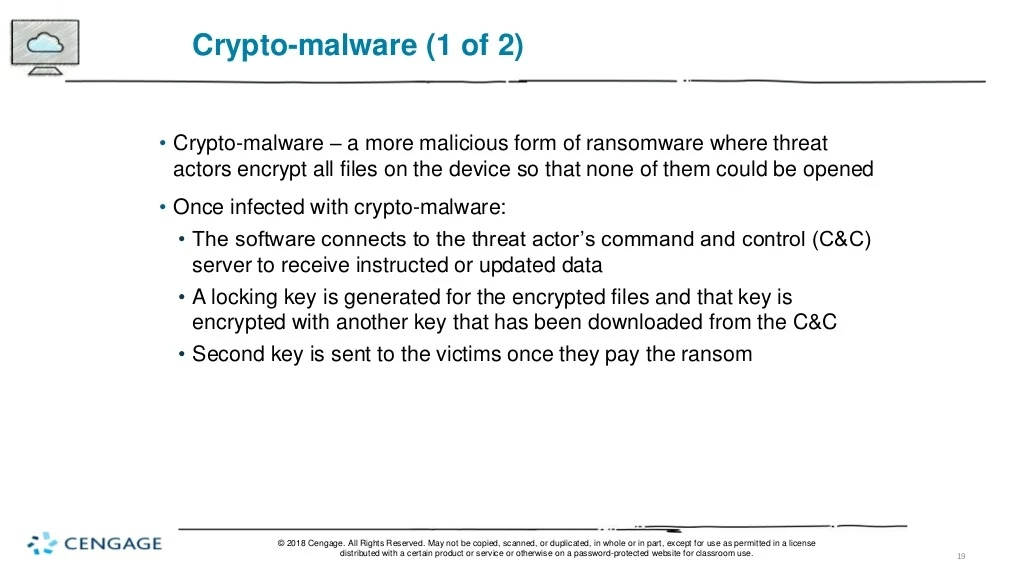 Crypto-malware (1 of 2)
• Crypto-malware – a more malicious form of ransomware where threat
actors encrypt all files on the device so that none of them could be opened
• Once infected with crypto-malware:
• The software connects to the threat actor’s command and control (C&C)
server to receive instructed or updated data
• A locking key is generated for the encrypted files and that key is
encrypted with another key that has been downloaded from the C&C
• Second key is sent to the victims once they pay the ransom
CENGAGE
© 2018 Cengage. All Rights Reserved. May not be copied, scanned, or duplicated, in whole or in part, except for use as permitted in a license
distributed with a certain product or service or otherwise on a password-protected website for classroom use.
19